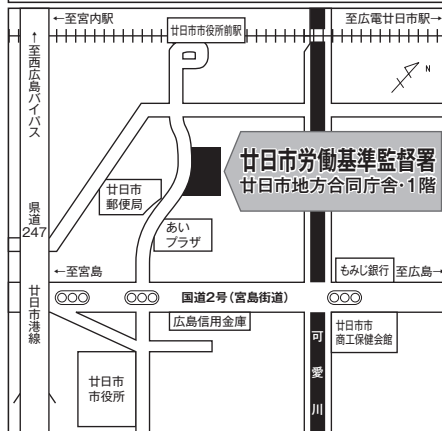 ←至宮内駅
廿日市市役所前駅
至広電廿日市駅→
←至西広島バイパス
N
廿日市労働基準監督署
廿日市地方合同庁舎・1階
廿日市
郵便局
あい
プラザ
県道
247
廿日市港線
←至宮島
もみじ銀行
至広島→
国道2号(宮島街道)
広島信用金庫
廿日市市
商工保健会館
可愛川
廿日市
市役所